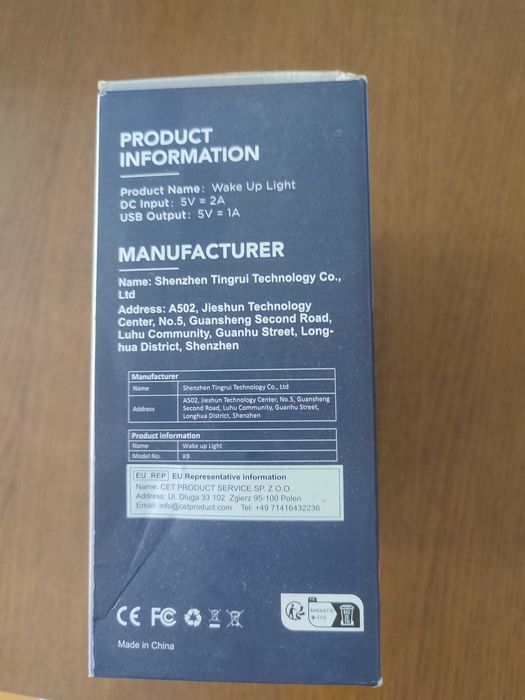 PRODUCT
INFORMATION
Product Name: Wake Up Light
DC Input: 5V = 2A
USB Output: 5V = 1A
MANUFACTURER
Name: Shenzhen Tingrui Technology Co.,
Ltd
Address: A502, Jieshun Technology
Center, No.5, Guansheng Second Road,
Luhu Community, Guanhu Street, Long-
hua District, Shenzhen
Manufacturer
Name Shenzhen Tingrui Technology Co., Ltd
Address A502, Jieshun Technology Center, No.5, Guansheng
Second Road, Luhu Community, Guanhu Street,
Longhua District, Shenzhen
Product information
Name Wake up Light
Model No. K9
EU REP EU Representative information
Name: CET PRODUCT SERVICE SP. Z O.O.
Address: Ul. Dluga 33 102 Zgierz 95-100 Polen
Email: info@cetproduct.com Tel: +49 71416432236
CE FC
FR
BARQUETTE
+ ÉTUI
Made in China